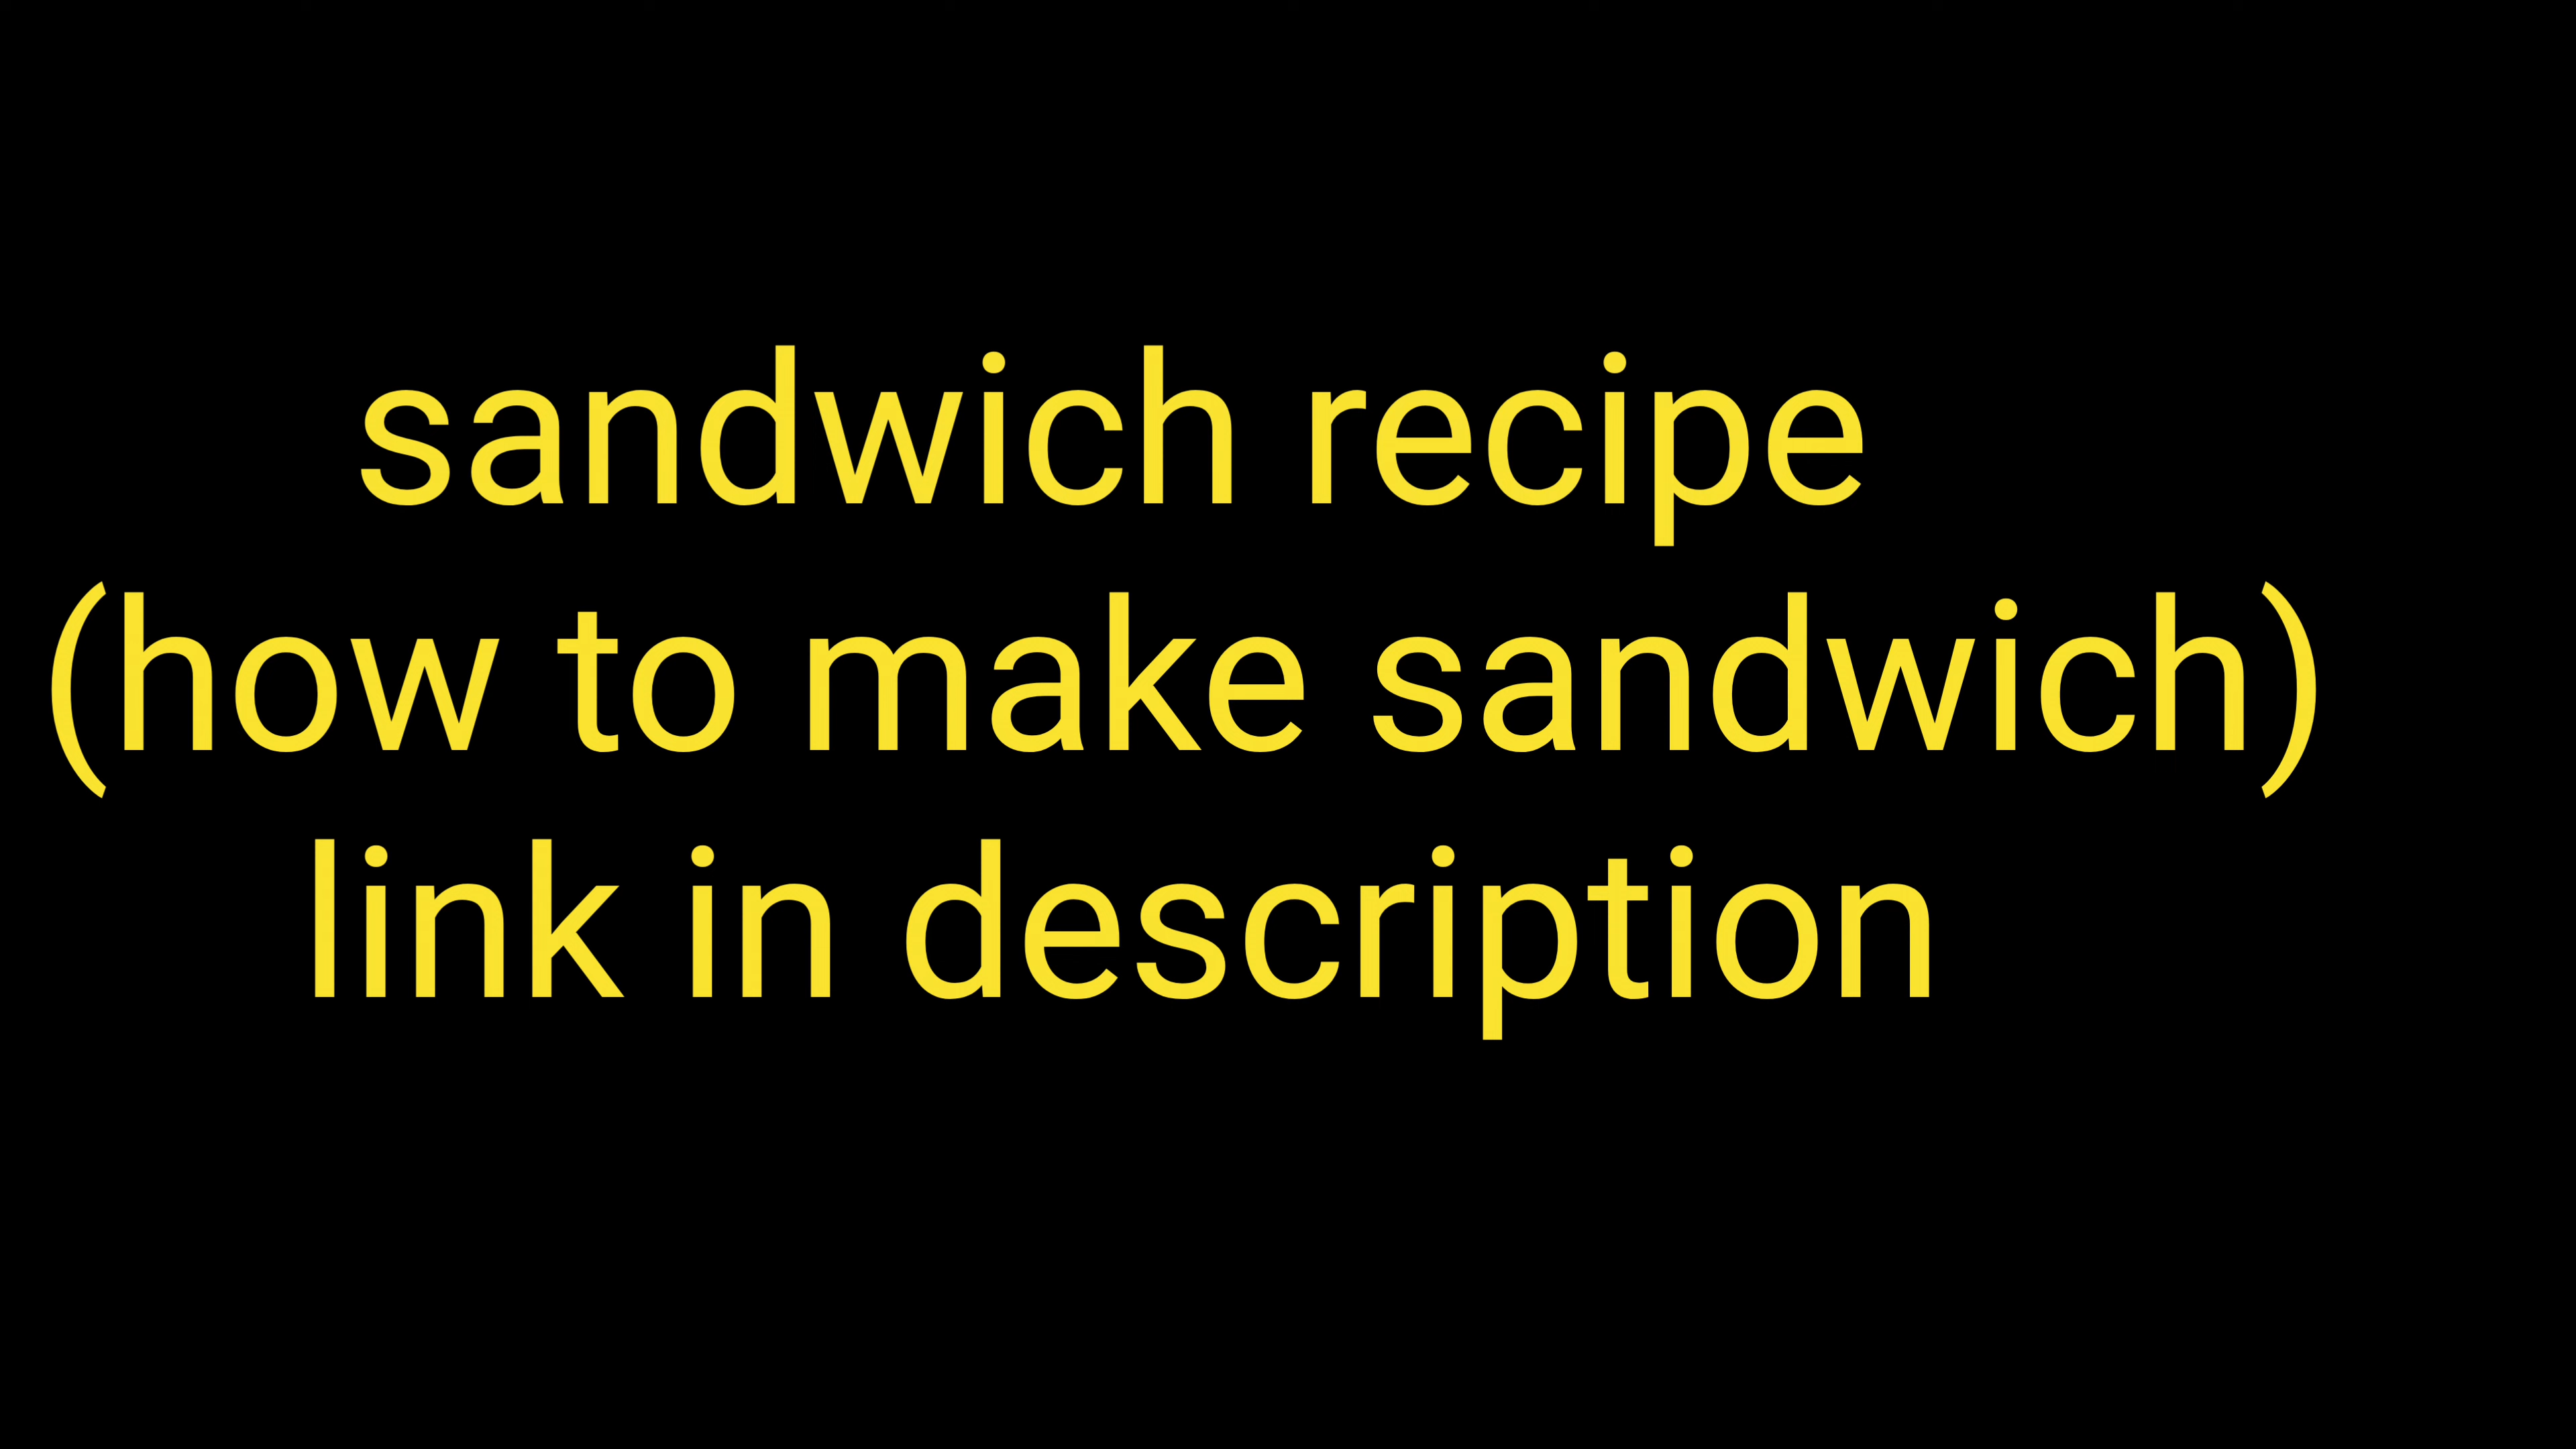 sandwich recipe
(how to make sandwich)
link in description